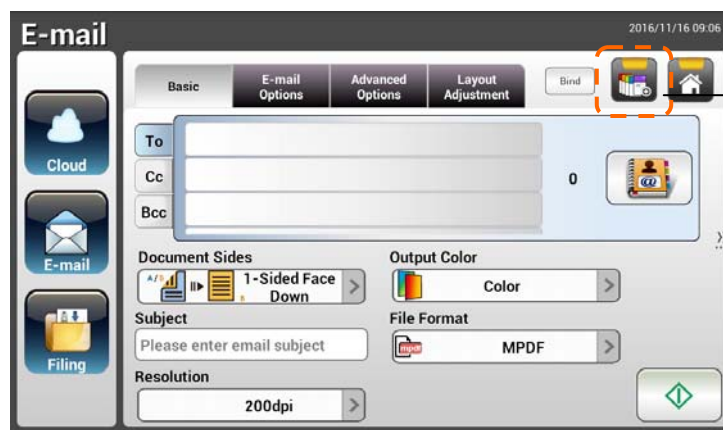 E-mail
2016/11/16 09:06
Basic
E-mail
Options
Advanced
Options
Layout
Adjustment
Bind
Cloud
E-mail
Filing
To
Cc
Bcc
0
@
Document Sides
Output Color
A/B
1-Sided Face
Down
Color
Subject
File Format
Please enter email subject
mpdf
MPDF
Resolution
200dpi